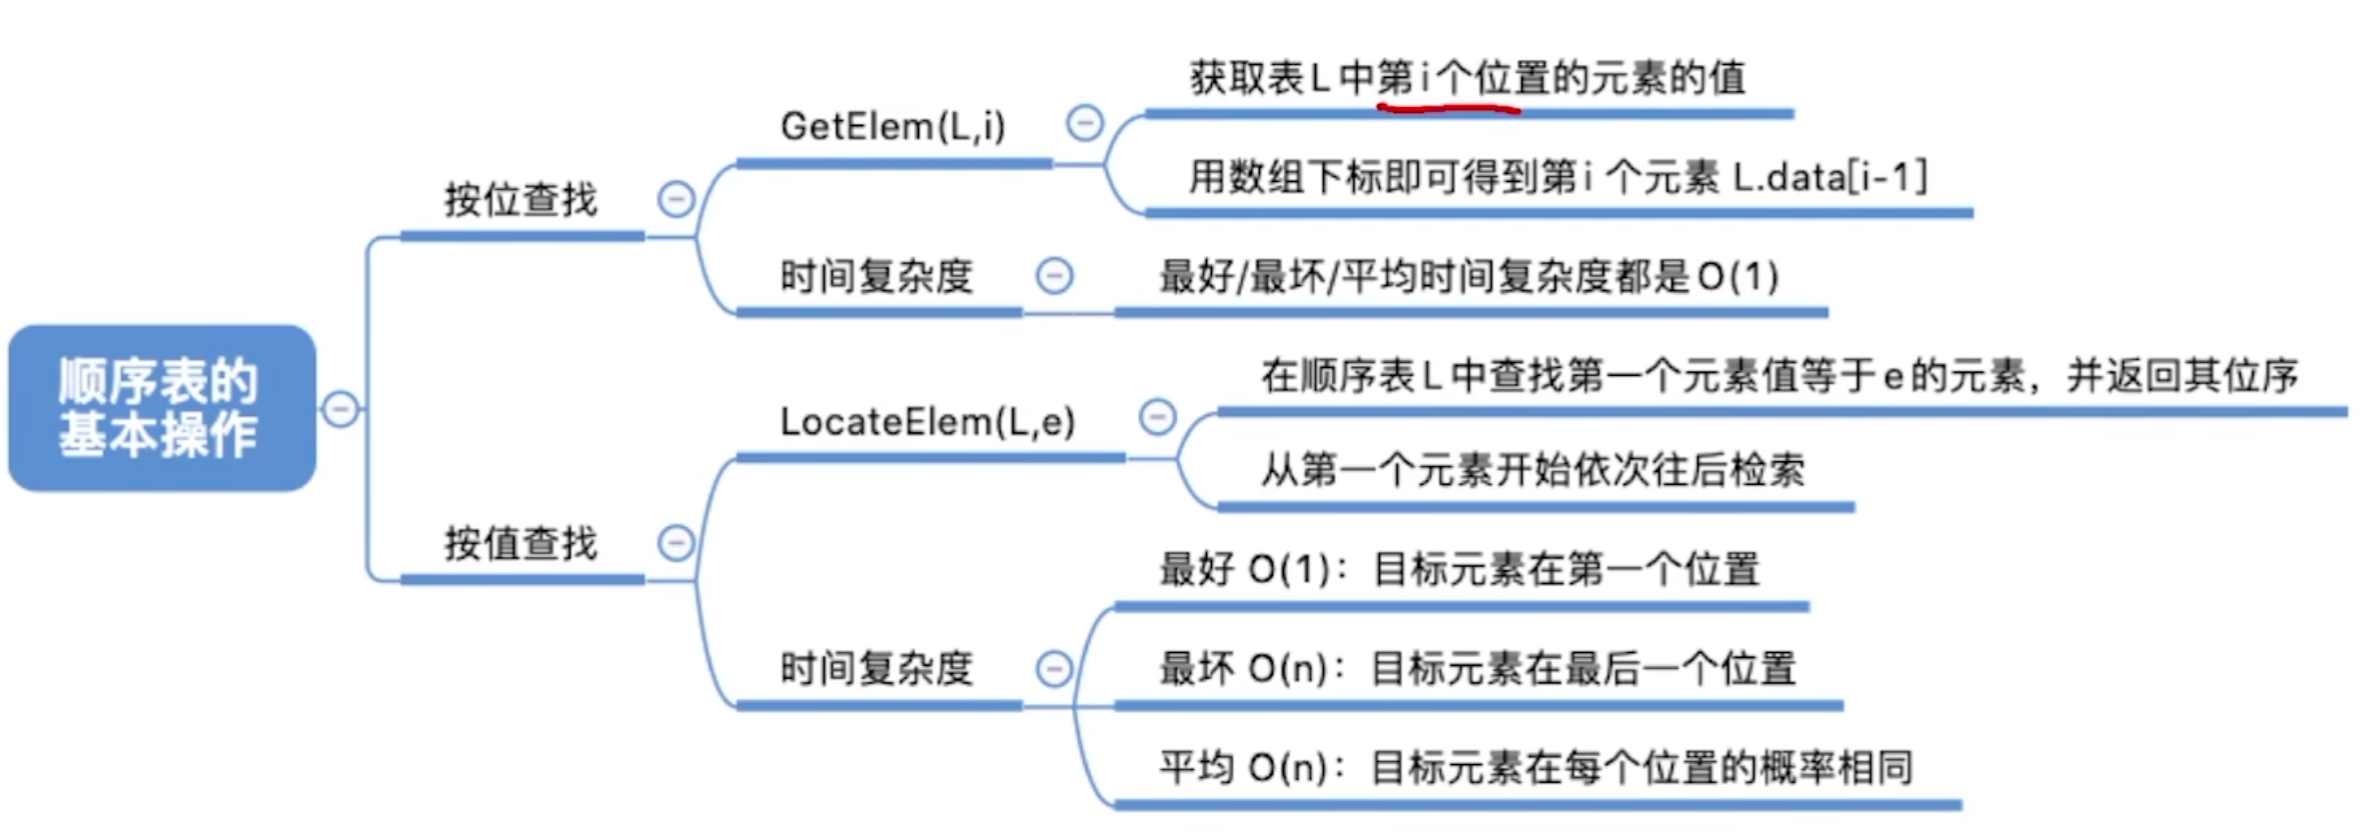 顺序表的
基本操作
按位查找
GetElem(L,i)
获取表L中第i个位置的元素的值
用数组下标即可得到第i个元素 L.data[i-1]
时间复杂度
最好/最坏/平均时间复杂度都是O(1)
按值查找
LocateElem(L,e)
在顺序表L中查找第一个元素值等于e的元素，并返回其位序
从第一个元素开始依次往后检索
时间复杂度
最好 O(1)：目标元素在第一个位置
最坏 O(n)：目标元素在最后一个位置
平均 O(n)：目标元素在每个位置的概率相同